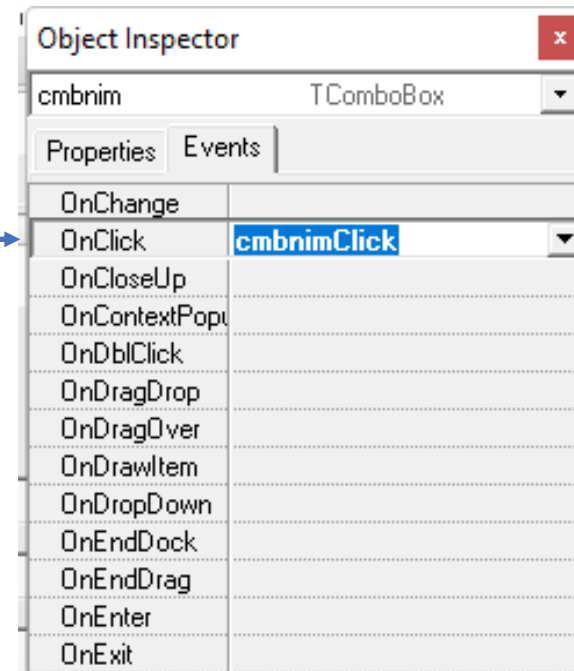 Object Inspector x
cmbnim TComboBox
Properties Events
OnChange
OnClick cmbnimClick
OnCloseUp
OnContextPopu
OnDblClick
OnDragDrop
OnDragOver
OnDrawItem
OnDropDown
OnEndDock
OnEndDrag
OnEnter
OnExit